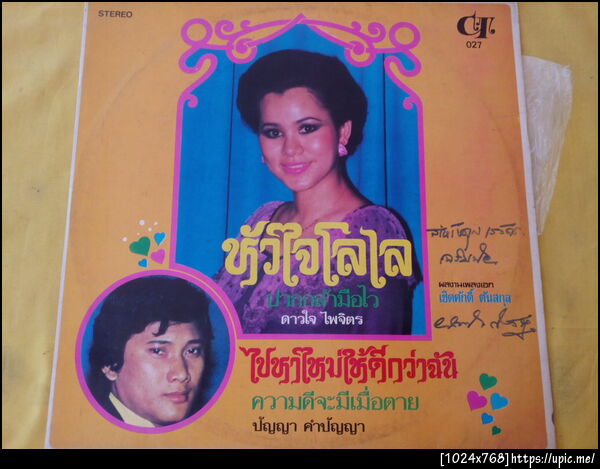 STEREO
CT
027
หัวใจโลเล
ปากกล้ามือไว
ดาวใจ ไพจิตร
ผลงานเพลงเอก
เชิดศักดิ์ ตันสกุล
ไปหาใหม่ให้ดีกว่าฉัน
ความดีจะมีเมื่อตาย
ปัญญา คำปัญญา
[1024x768]https://upic.me/